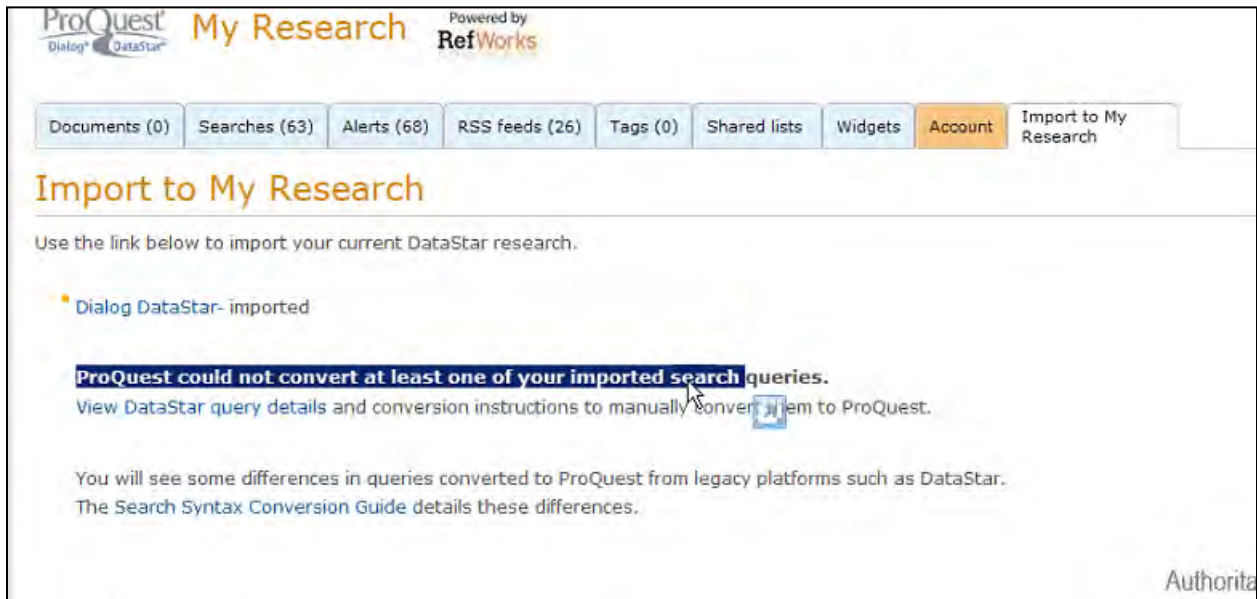 ProQuest
Dialog DataStar
My Research
Powered by
RefWorks
Documents (0)
Searches (63)
Alerts (68)
RSS feeds (26)
Tags (0)
Shared lists
Widgets
Account
Import to My
Research
Import to My Research
Use the link below to import your current DataStar research.
Dialog DataStar- imported
ProQuest could not convert at least one of your imported search queries.
View DataStar query details and conversion instructions to manually conver em to ProQuest.
You will see some differences in queries converted to ProQuest from legacy platforms such as DataStar.
The Search Syntax Conversion Guide details these differences.
Authorita